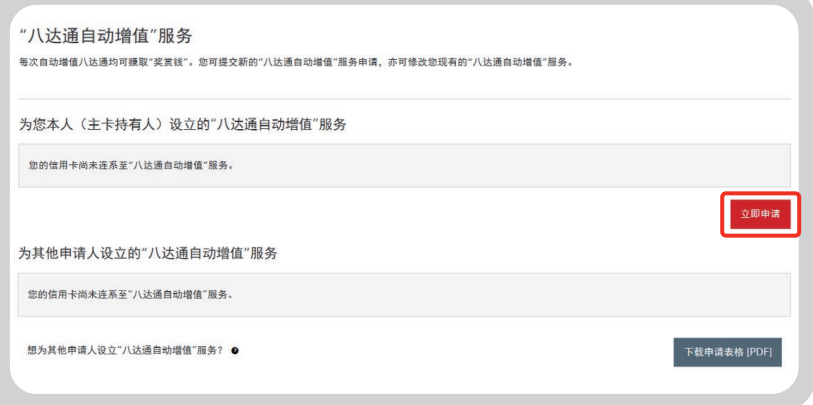 “八达通自动增值”服务
每次自动增值八达通均可赚取“奖赏钱”。您可提交新的“八达通自动增值”服务申请，亦可修改您现有的“八达通自动增值”服务。
为您本人（主卡持有人）设立的“八达通自动增值”服务
您的信用卡尚未连系至“八达通自动增值”服务。
立即申请
为其他申请人设立的“八达通自动增值”服务
您的信用卡尚未连系至“八达通自动增值”服务。
想为其他申请人设立“八达通自动增值”服务？ ?
下载申请表格 [PDF]